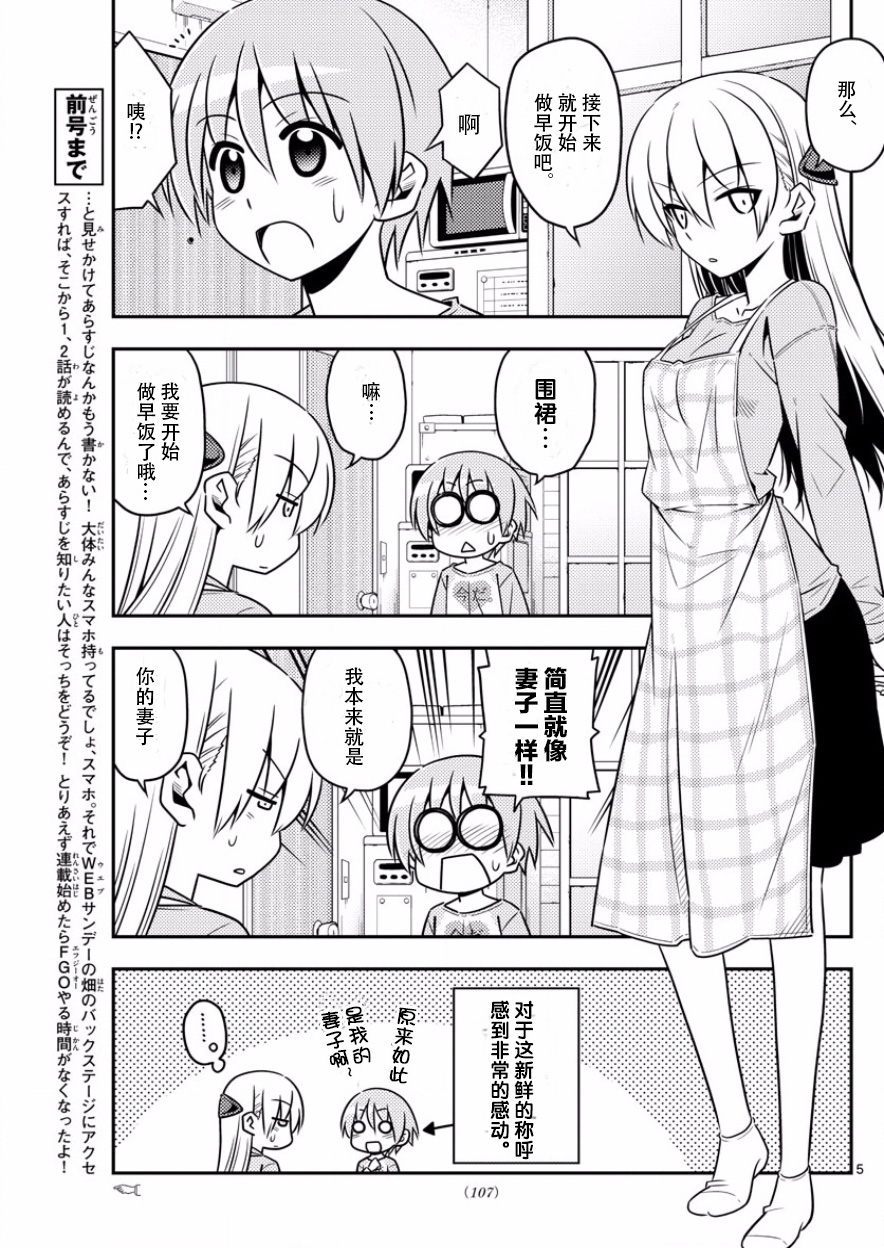 那么、
接下来
就开始
做早饭吧。
啊
咦!?
围裙…
嘛…
我要开始
做早饭了哦…
今だ
简直就像
妻子一样!!
我本来就是
你的妻子
今だ
对于这新鲜的称呼
感到非常的感动。
原来如此
是我的
妻子啊~
……?
前号まで
ぜんごう
…と見せかけてあらすじなんかもう書かない! 大体みんなスマホ持ってるでしょ、スマホ。それでWEBサンデーの畑のバックステージにアクセ
スすれば、そこから1、2話が読めるんで、あらすじを知りたい人はそっちをどうぞ! とりあえず連載始めたらFGOやる時間がなくなったよ!
(107)
5